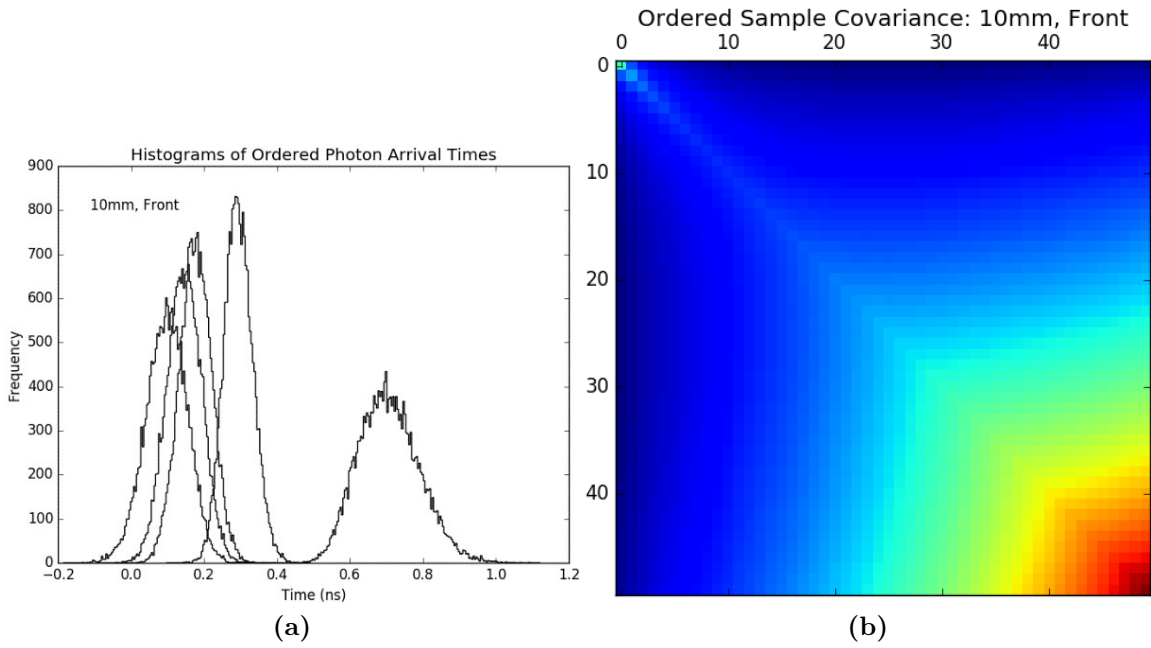 Histograms of Ordered Photon Arrival Times
900
800
700
600
500
400
300
200
100
0
Frequency
10mm, Front
−0.2 0.0 0.2 0.4 0.6 0.8 1.0 1.2
Time (ns)
(a)
Ordered Sample Covariance: 10mm, Front
0 10 20 30 40
0
10
20
30
40
(b)